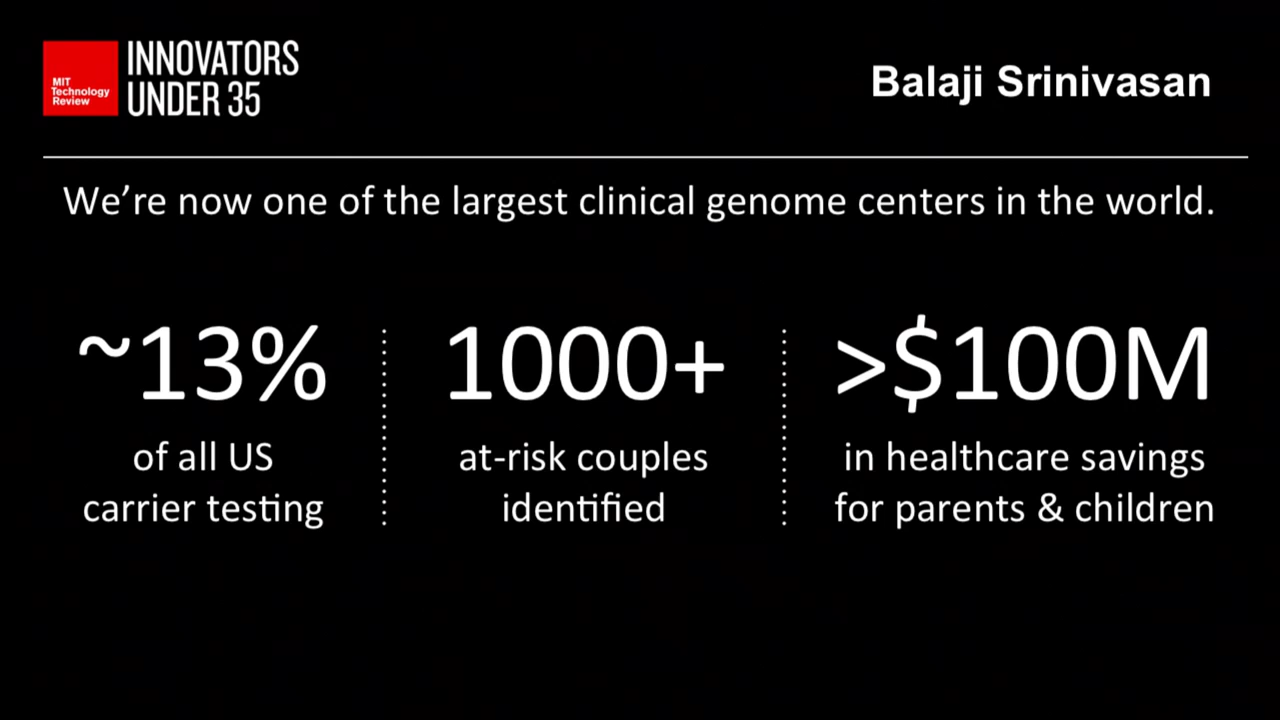 MIT
Technology
Review
INNOVATORS
UNDER 35
Balaji Srinivasan
We’re now one of the largest clinical genome centers in the world.
~13%
of all US
carrier testing
1000+
at-risk couples
identified
>$100M
in healthcare savings
for parents & children